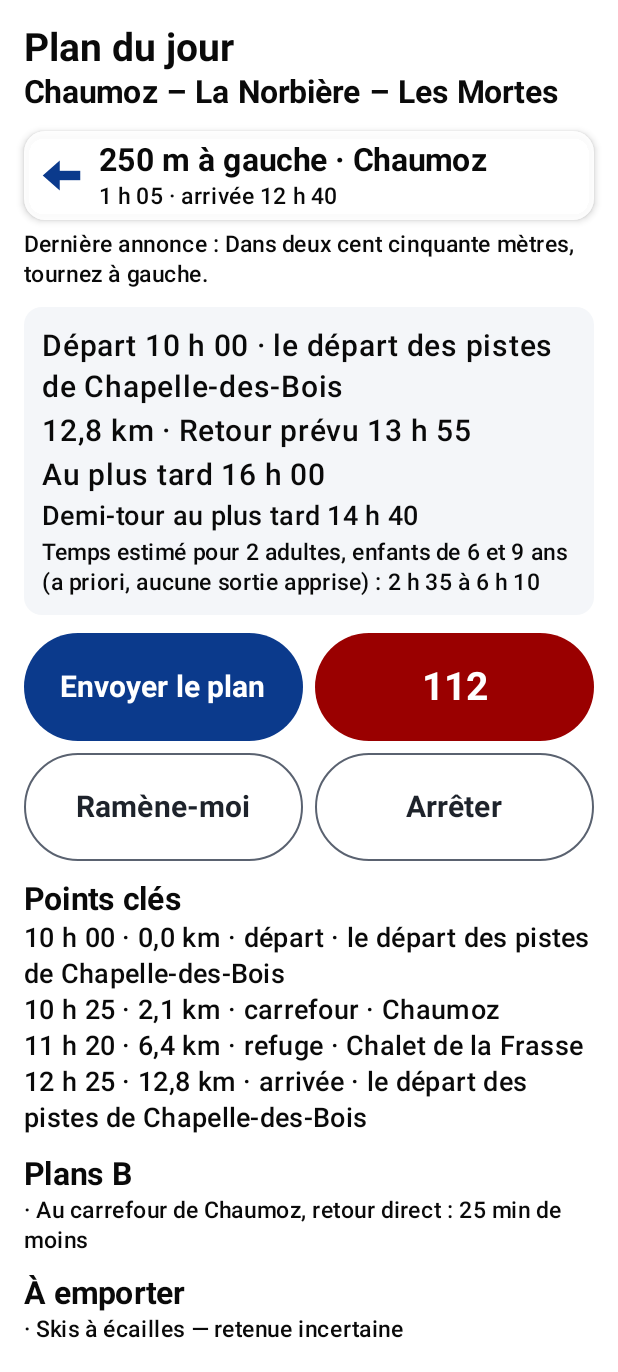 Plan du jour
Chaumoz – La Norbière – Les Mortes
250 m à gauche · Chaumoz
1 h 05 · arrivée 12 h 40
Dernière annonce : Dans deux cent cinquante mètres,
tournez à gauche.
Départ 10 h 00 · le départ des pistes
de Chapelle-des-Bois
12,8 km · Retour prévu 13 h 55
Au plus tard 16 h 00
Demi-tour au plus tard 14 h 40
Temps estimé pour 2 adultes, enfants de 6 et 9 ans
(a priori, aucune sortie apprise) : 2 h 35 à 6 h 10
Envoyer le plan
112
Ramène-moi
Arrêter
Points clés
10 h 00 · 0,0 km · départ · le départ des pistes
de Chapelle-des-Bois
10 h 25 · 2,1 km · carrefour · Chaumoz
11 h 20 · 6,4 km · refuge · Chalet de la Frasse
12 h 25 · 12,8 km · arrivée · le départ des
pistes de Chapelle-des-Bois
Plans B
· Au carrefour de Chaumoz, retour direct : 25 min de
moins
À emporter
· Skis à écailles — retenue incertaine